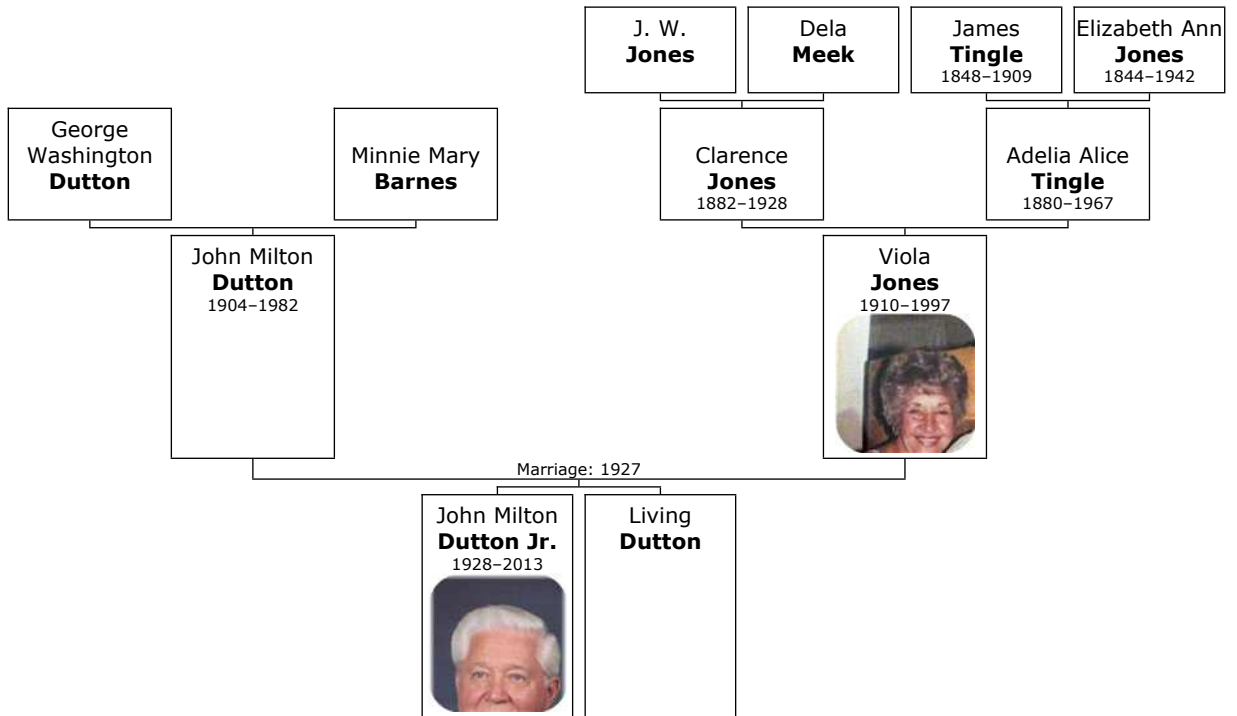 J. W.
Jones
Dela
Meek
James
Tingle
1848–1909
Elizabeth Ann
Jones
1844–1942
George
Washington
Dutton
Minnie Mary
Barnes
Clarence
Jones
1882–1928
Adelia Alice
Tingle
1880–1967
John Milton
Dutton
1904–1982
Viola
Jones
1910–1997
Marriage: 1927
John Milton
Dutton Jr.
1928–2013
Living
Dutton